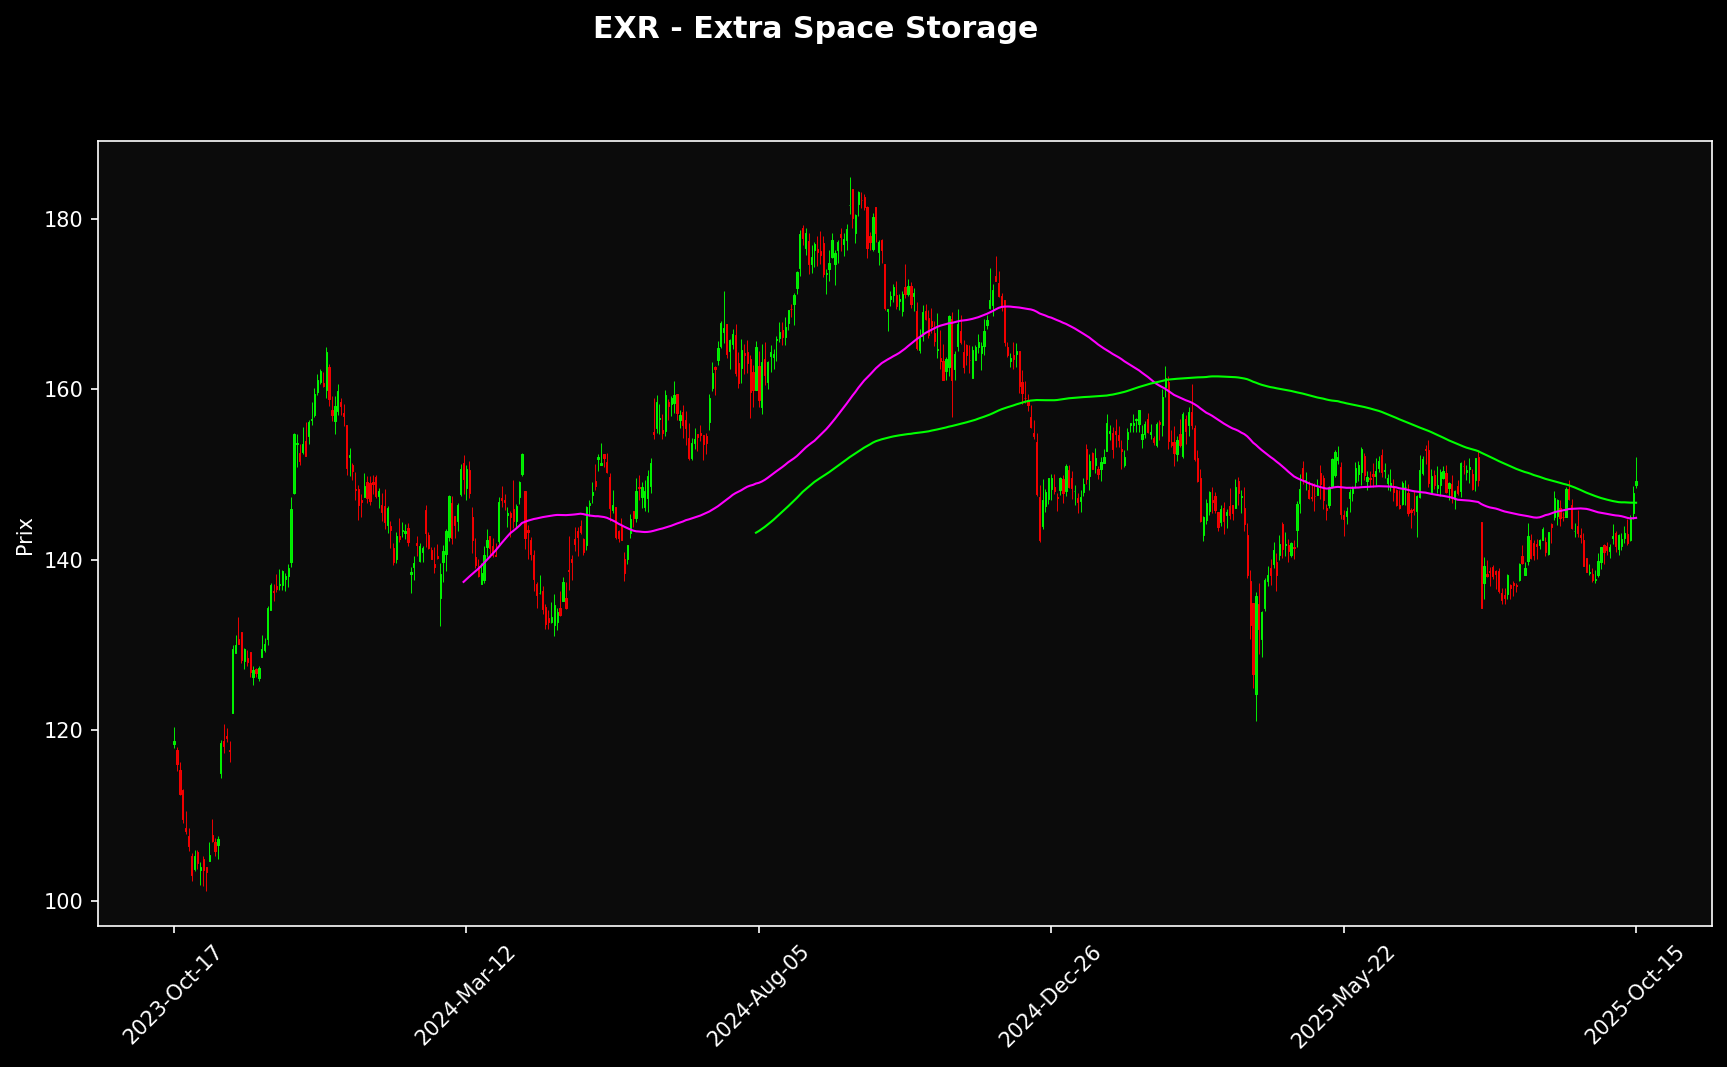 EXR - Extra Space Storage
Prix
180
160
140
120
100
2023-Oct-17
2024-Mar-12
2024-Aug-05
2024-Dec-26
2025-May-22
2025-Oct-15